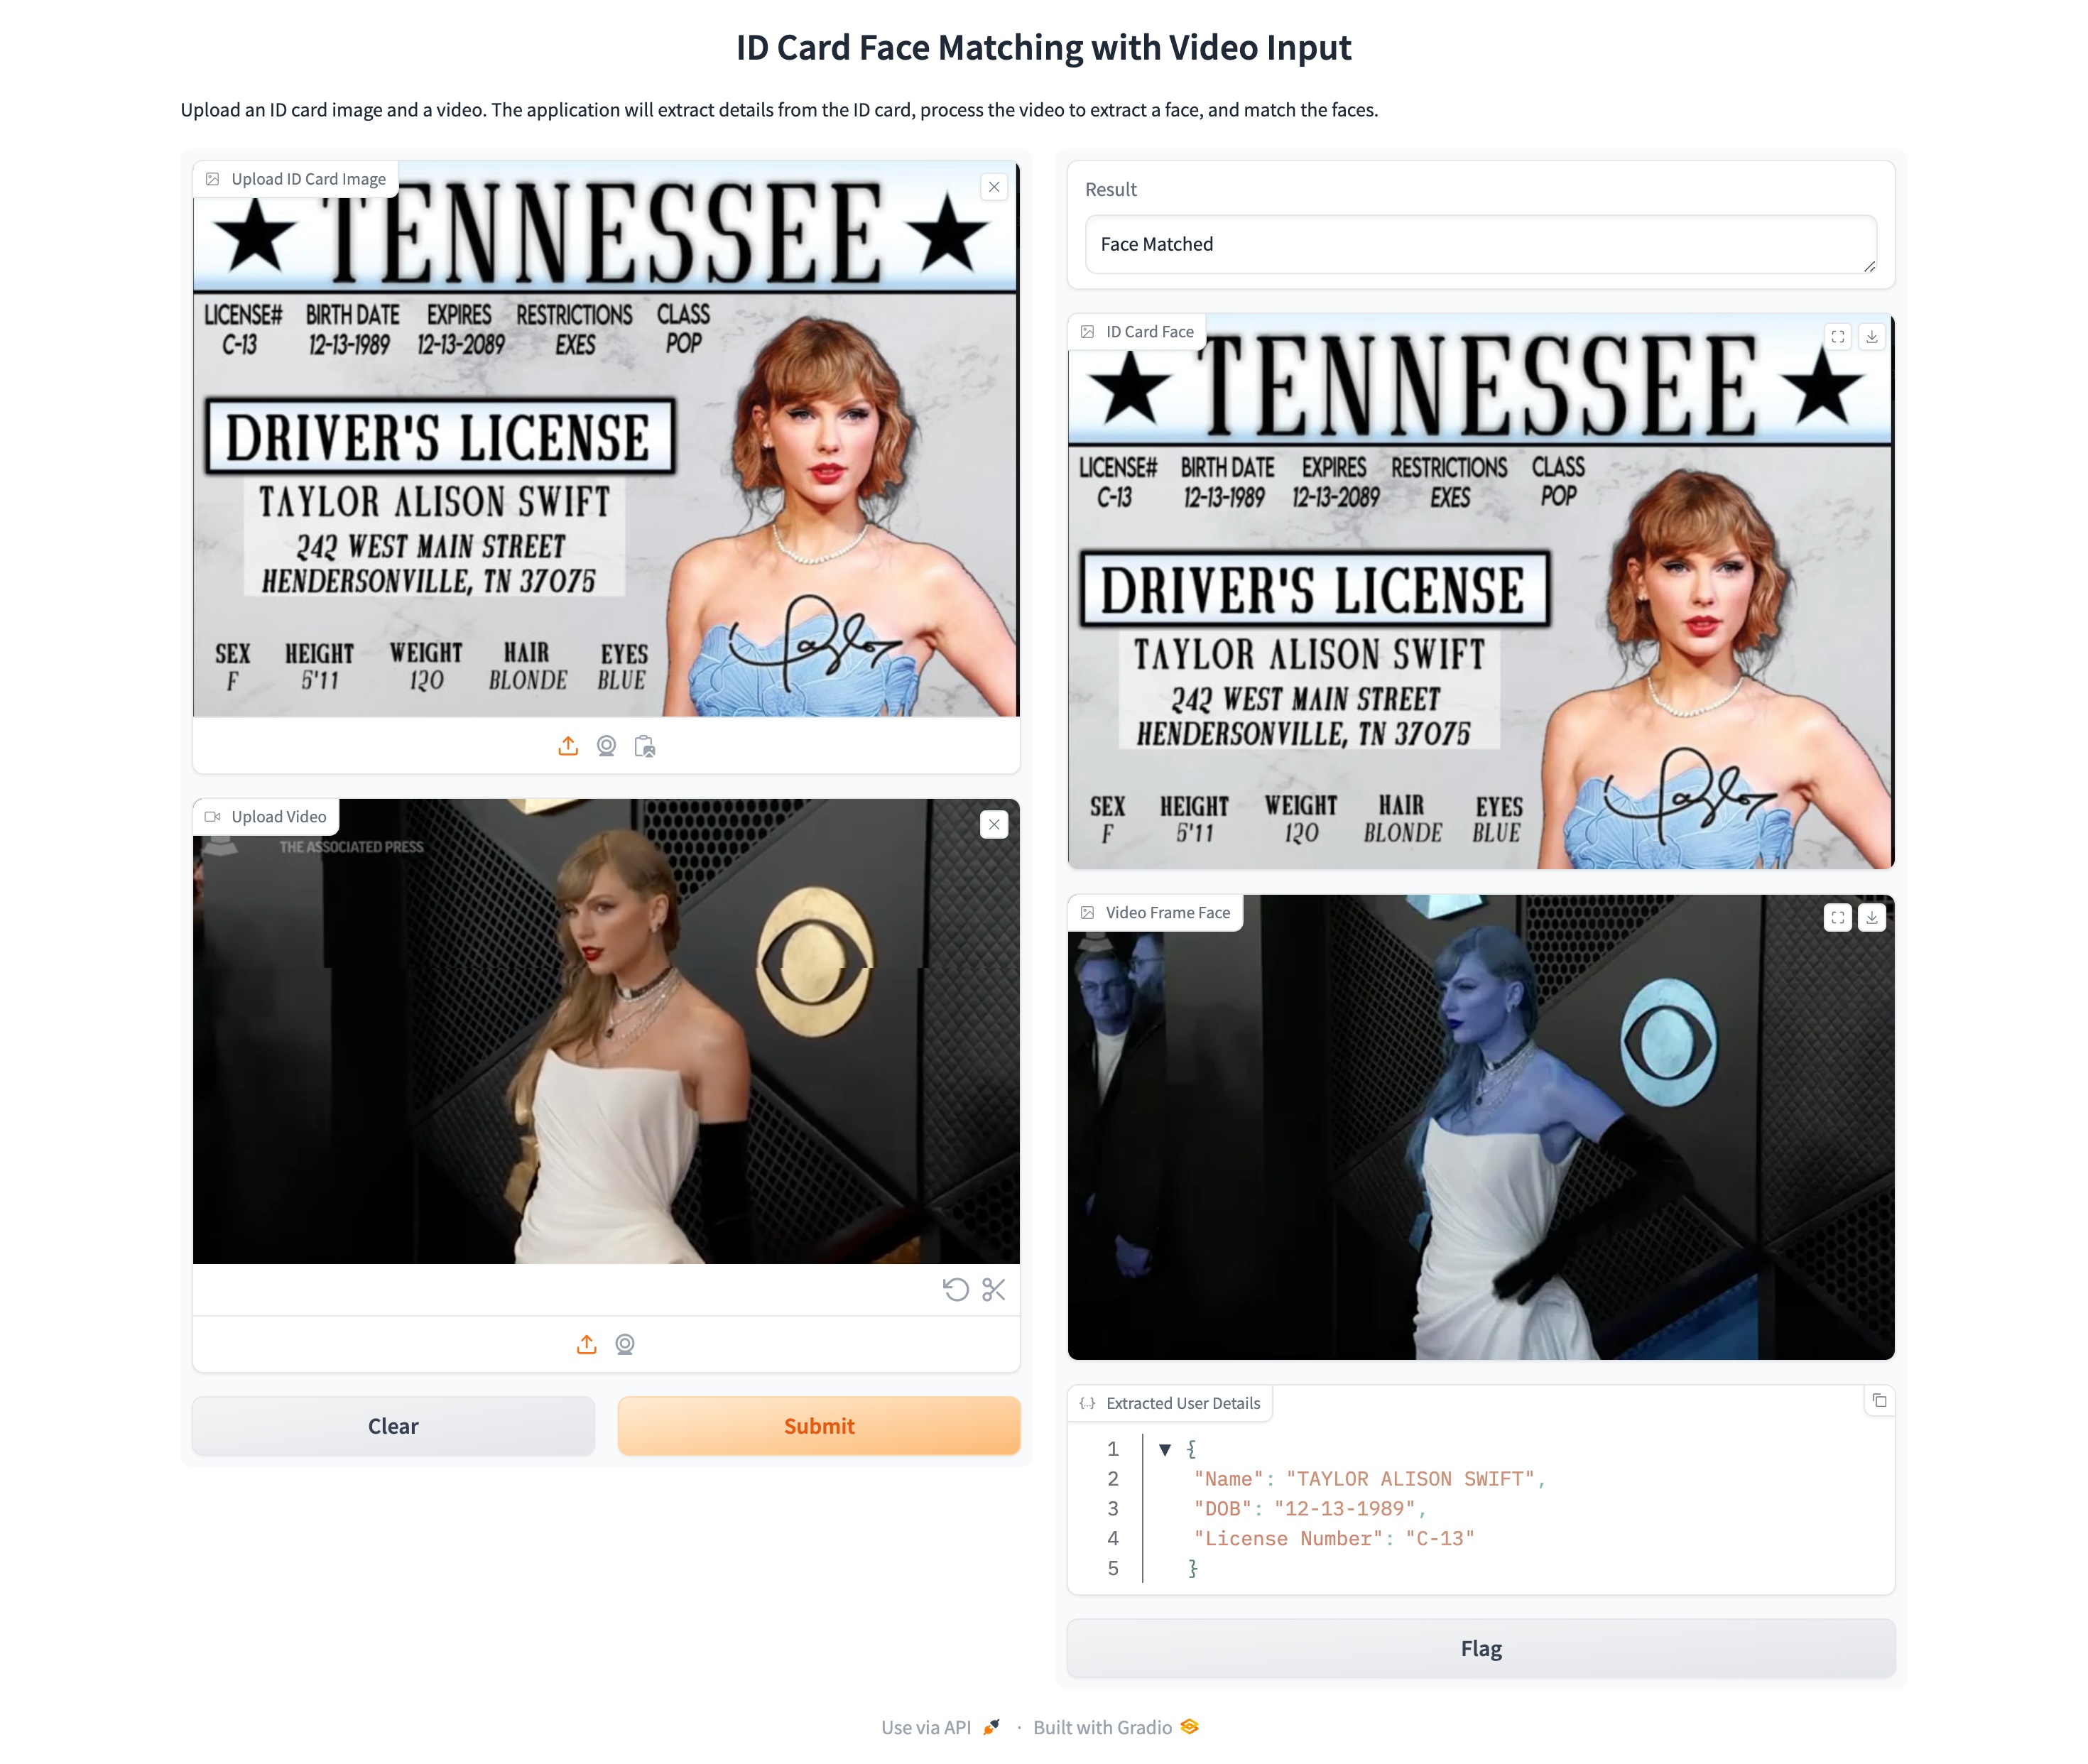 ID Card Face Matching with Video Input
Upload an ID card image and a video. The application will extract details from the ID card, process the video to extract a face, and match the faces.
Upload ID Card Image
TENNESSEE
LICENSE# BIRTH DATE EXPIRES RESTRICTIONS CLASS
C-13 12-13-1989 12-13-2089 EXES POP
DRIVER'S LICENSE
TAYLOR ALISON SWIFT
242 WEST MAIN STREET
HENDERSONVILLE, TN 37075
SEX HEIGHT WEIGHT HAIR EYES
F 5'11 120 BLONDE BLUE
Taylor
Upload Video
THE ASSOCIATED PRESS
Clear Submit
Result
Face Matched
ID Card Face
TENNESSEE
LICENSE# BIRTH DATE EXPIRES RESTRICTIONS CLASS
C-13 12-13-1989 12-13-2089 EXES POP
DRIVER'S LICENSE
TAYLOR ALISON SWIFT
242 WEST MAIN STREET
HENDERSONVILLE, TN 37075
SEX HEIGHT WEIGHT HAIR EYES
F 5'11 120 BLONDE BLUE
Taylor
Video Frame Face
Extracted User Details
1 {
2 "Name": "TAYLOR ALISON SWIFT",
3 "DOB": "12-13-1989",
4 "License Number": "C-13"
5 }
Flag
Use via API · Built with Gradio